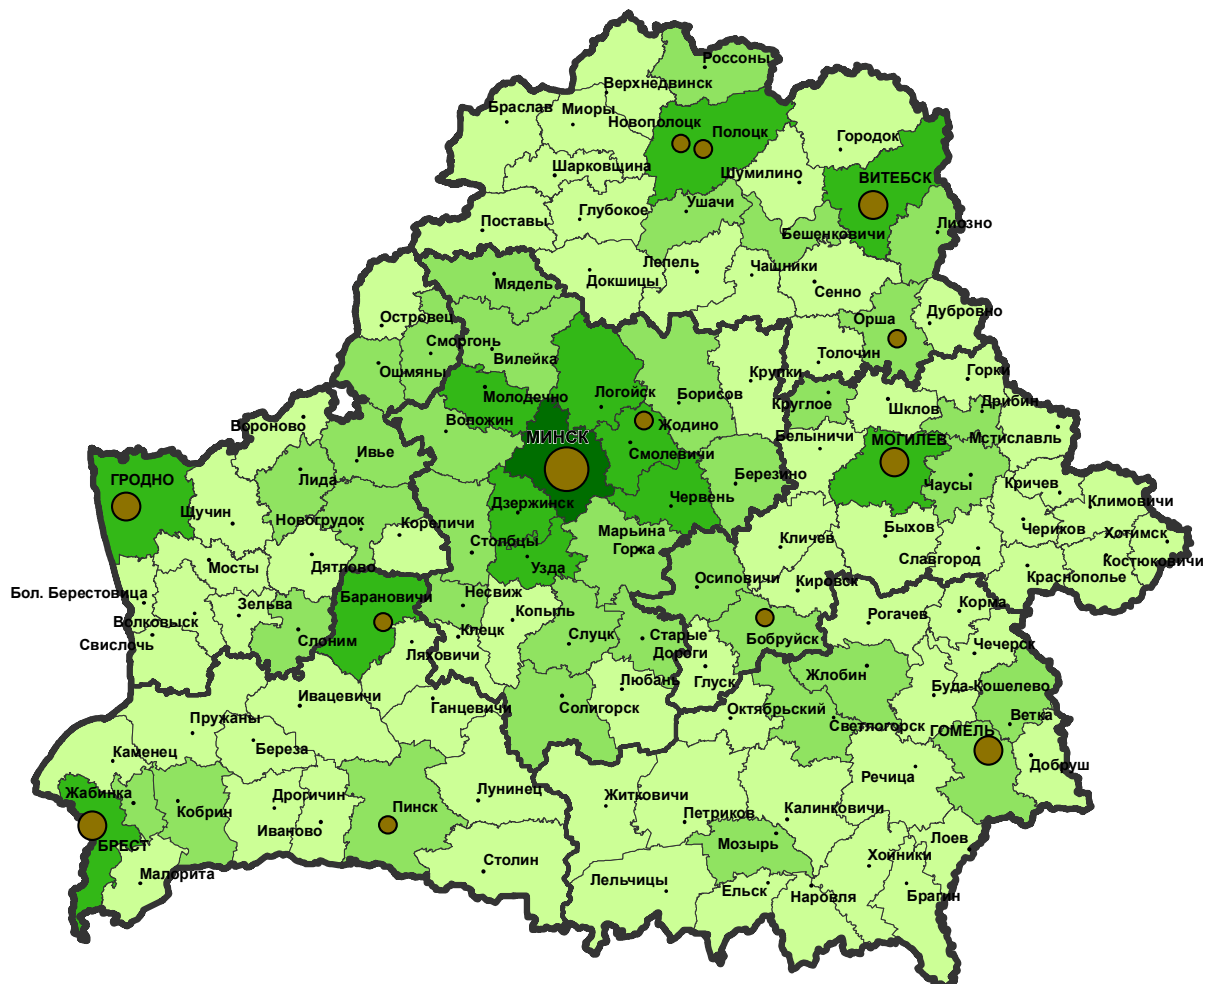 Россоны
Верхнедвинск
Браслав
Миоры
Новополоцк
Полоцк
Городок
Шарковщина
Шумилино
ВИТЕБСК
Ушачи
Глубокое
Поставы
Лиозно
Бешенковичи
Лепель
Чашники
Мядель
Докшицы
Сенно
Островец
Орша
Дубровно
Сморгонь
Вилейка
Толочин
Ошмяны
Крупки
Горки
Молодечно
Логойск
Борисов
Круглое
Шклов
Дрибин
Вороново
Воложин
Жодино
МИНСК
Белыничи
МОГИЛЕВ
Мстиславль
Ивье
Смолевичи
ГРОДНО
Лида
Березино
Чаусы
Кричев
Щучин
Дзержинск
Червень
Климовичи
Новогрудок
Кореличи
Марьина
Горка
Быхов
Чериков
Хотимск
Столбцы
Кличев
Славгород
Костюковичи
Мосты
Дятлово
Узда
Осиповичи
Кировск
Краснополье
Бол. Берестовица
Зельва
Барановичи
Несвиж
Копыль
Корма
Волковыск
Рогачев
Свислочь
Слоним
Клецк
Слуцк
Старые
Дороги
Бобруйск
Чечерск
Ляховичи
Любань
Глуск
Жлобин
Буда-Кошелево
Ивацевичи
Ганцевичи
Солигорск
Октябрьский
Пружаны
Светлогорск
Ветка
ГОМЕЛЬ
Каменец
Береза
Добруш
Речица
Жабинка
Дрогичин
Лунинец
Житковичи
Кобрин
Пинск
Петриков
Калинковичи
Иваново
БРЕСТ
Мозырь
Лоев
Столин
Хойники
Малорита
Лельчицы
Ельск
Наровля
Брагин